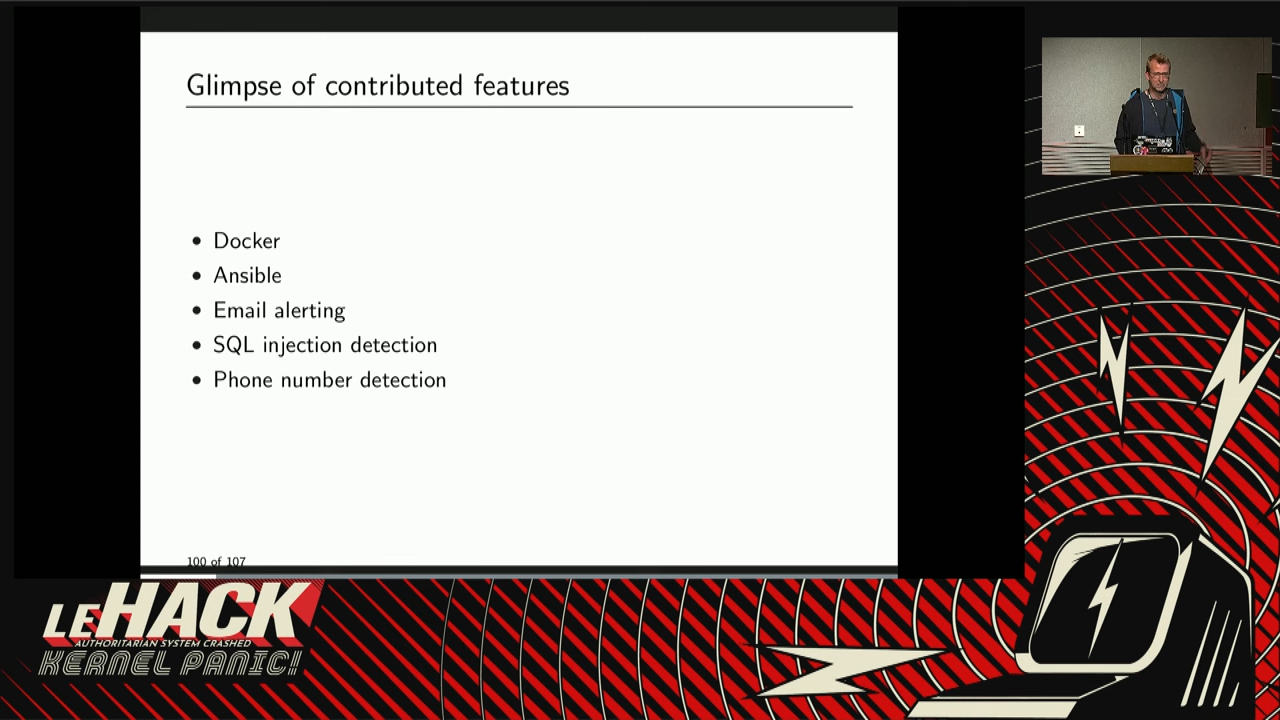 Glimpse of contributed features
Docker
Ansible
Email alerting
SQL injection detection
Phone number detection
100 of 107
LEHACK
AUTHORITARIAN SYSTEM CRASHED
KERNEL PANIC!